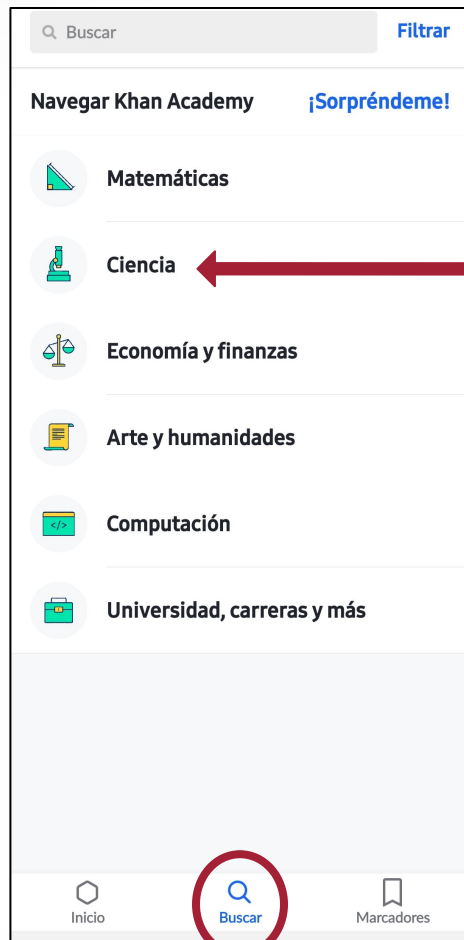 Buscar Filtrar
Navegar Khan Academy ¡Sorpréndeme!
Matemáticas
Ciencia
Economía y finanzas
Arte y humanidades
</>
Computación
Universidad, carreras y más
Inicio Buscar Marcadores